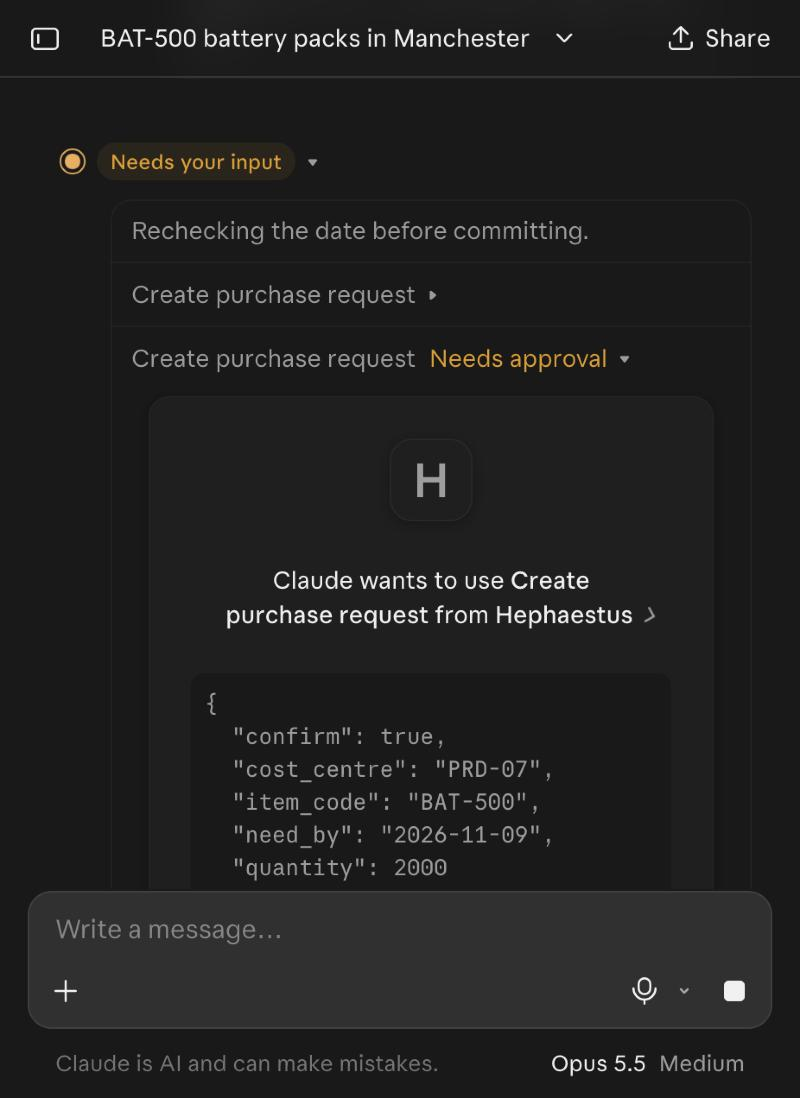 BAT-500 battery packs in Manchester
Share
Needs your input
Rechecking the date before committing.
Create purchase request
Create purchase request Needs approval
H
Claude wants to use Create
purchase request from Hephaestus
{
"confirm": true,
"cost_centre": "PRD-07",
"item_code": "BAT-500",
"need_by": "2026-11-09",
"quantity": 2000
Write a message...
Claude is AI and can make mistakes.
Opus 5.5 Medium